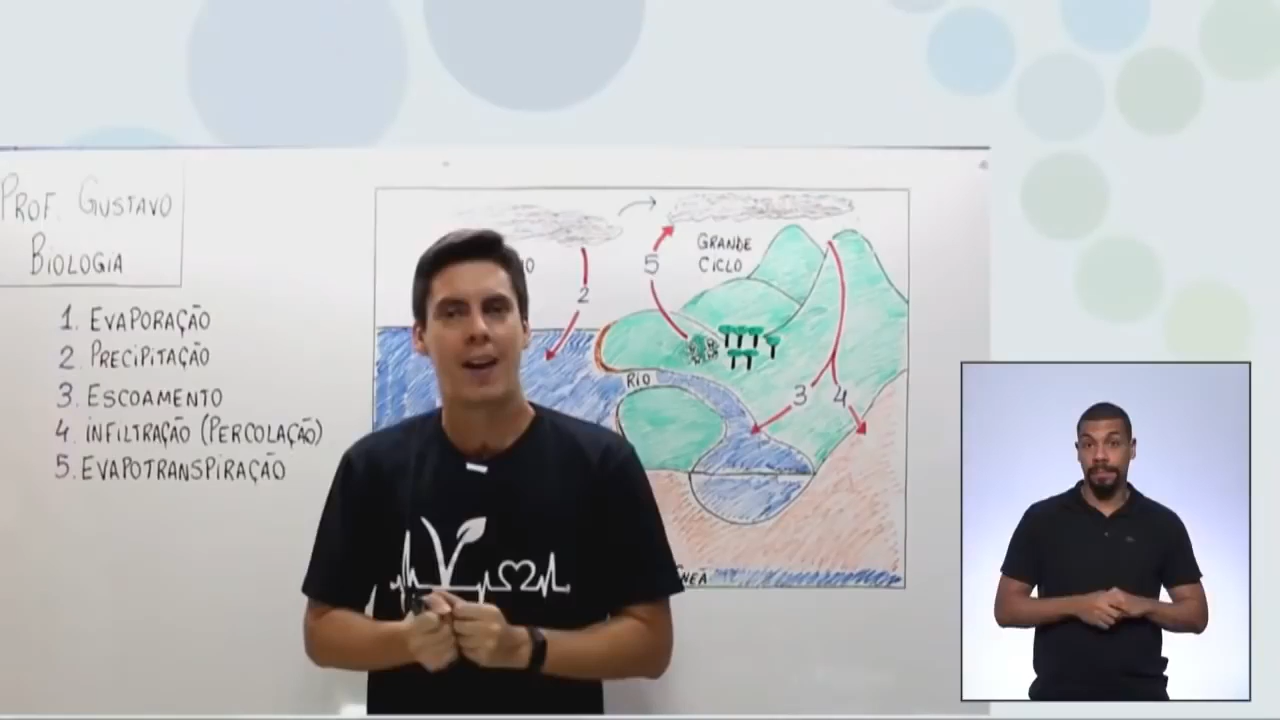 PROF. GUSTAVO
BIOLOGIA
1. EVAPORAÇÃO
2. PRECIPITAÇÃO
3. ESCOAMENTO
4. INFILTRAÇÃO (PERCOLAÇÃO)
5. EVAPOTRANSPIRAÇÃO
GRANDE
CICLO
5
2
RIO
3 4